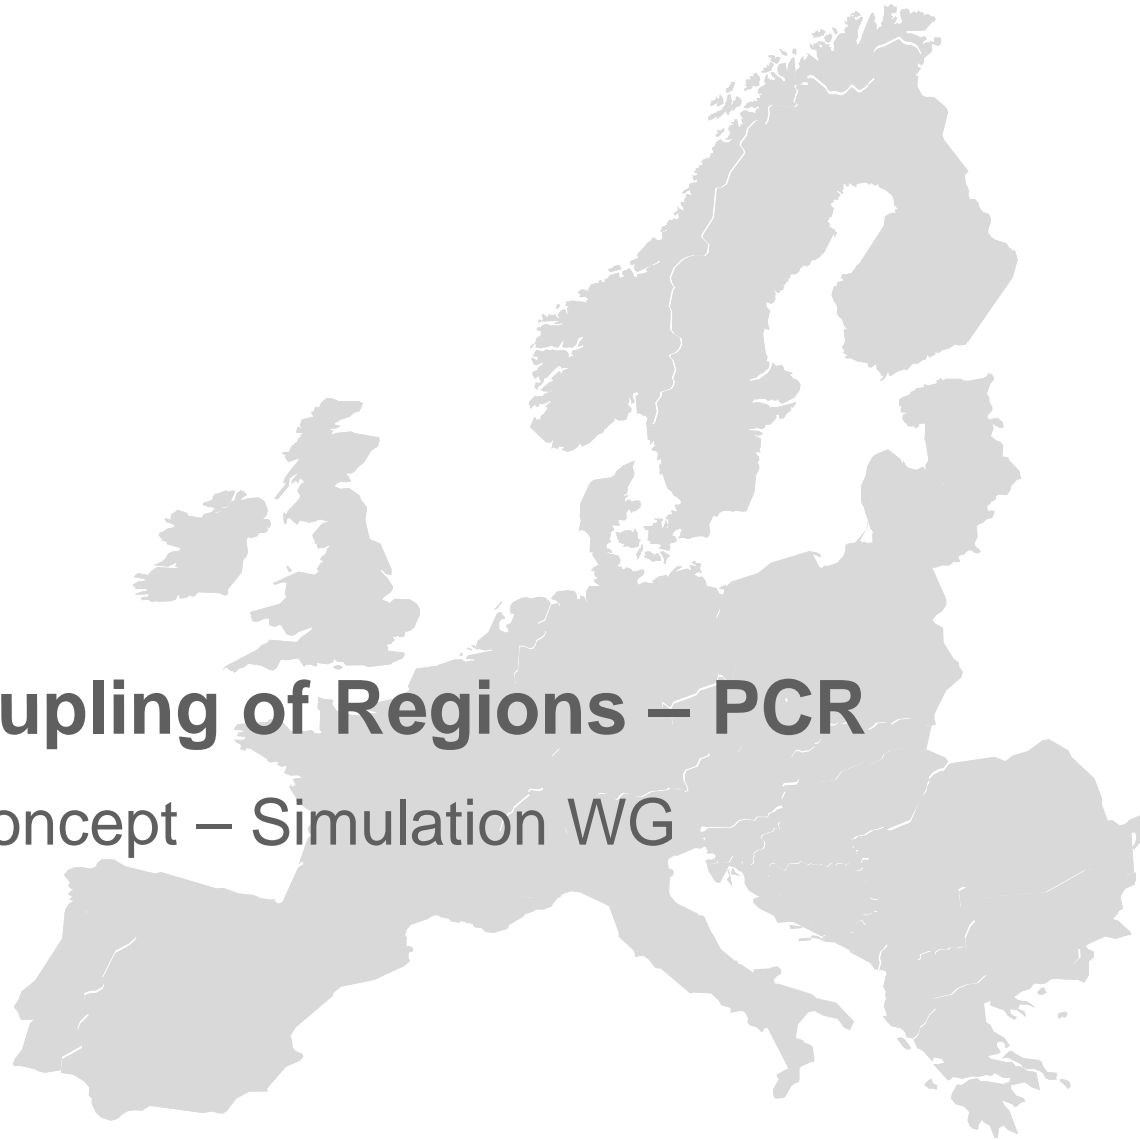 upling of Regions – PCR
oncept – Simulation WG